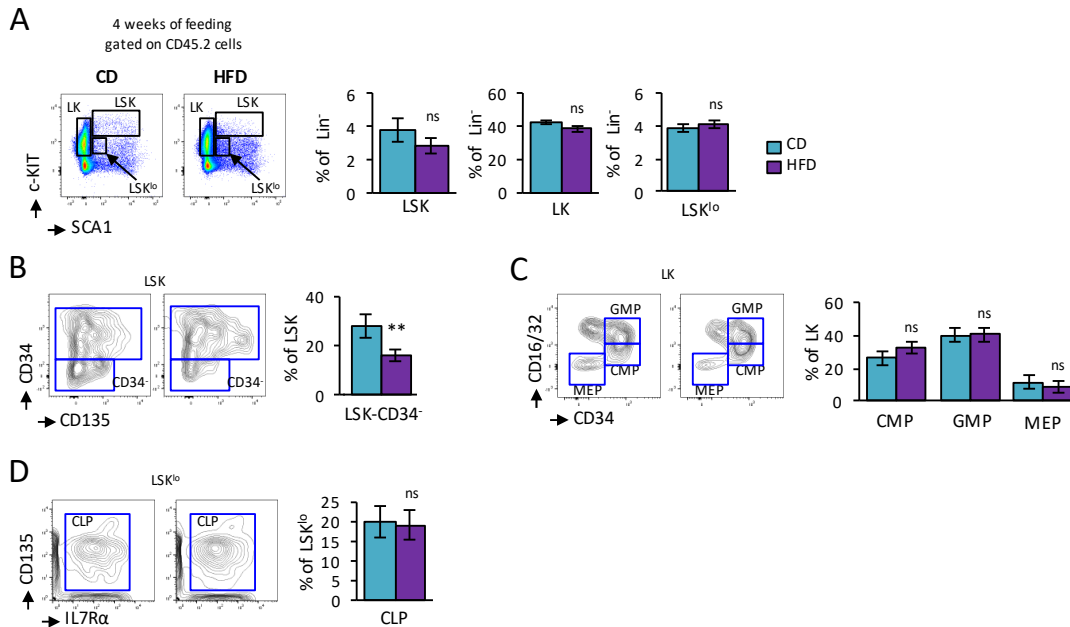 A
4 weeks of feeding
gated on CD45.2 cells
CD
HFD
LK
LSK
LSKˡᵒ
LK
LSK
LSKˡᵒ
c-KIT
SCA1
% of Lin⁻
6
4
2
0
ns
LSK
% of Lin⁻
60
40
20
0
ns
LK
% of Lin⁻
6
4
2
0
ns
LSKˡᵒ
CD
HFD
B
LSK
CD34
CD34⁻
CD34⁻
CD135
% of LSK
40
20
0
**
LSK-CD34⁻
C
LK
CD16/32
GMP
CMP
MEP
GMP
CMP
MEP
CD34
% of LK
60
40
20
0
ns
ns
ns
CMP
GMP
MEP
D
LSKˡᵒ
CD135
CLP
CLP
IL7Rα
% of LSKˡᵒ
25
20
15
10
5
0
ns
CLP